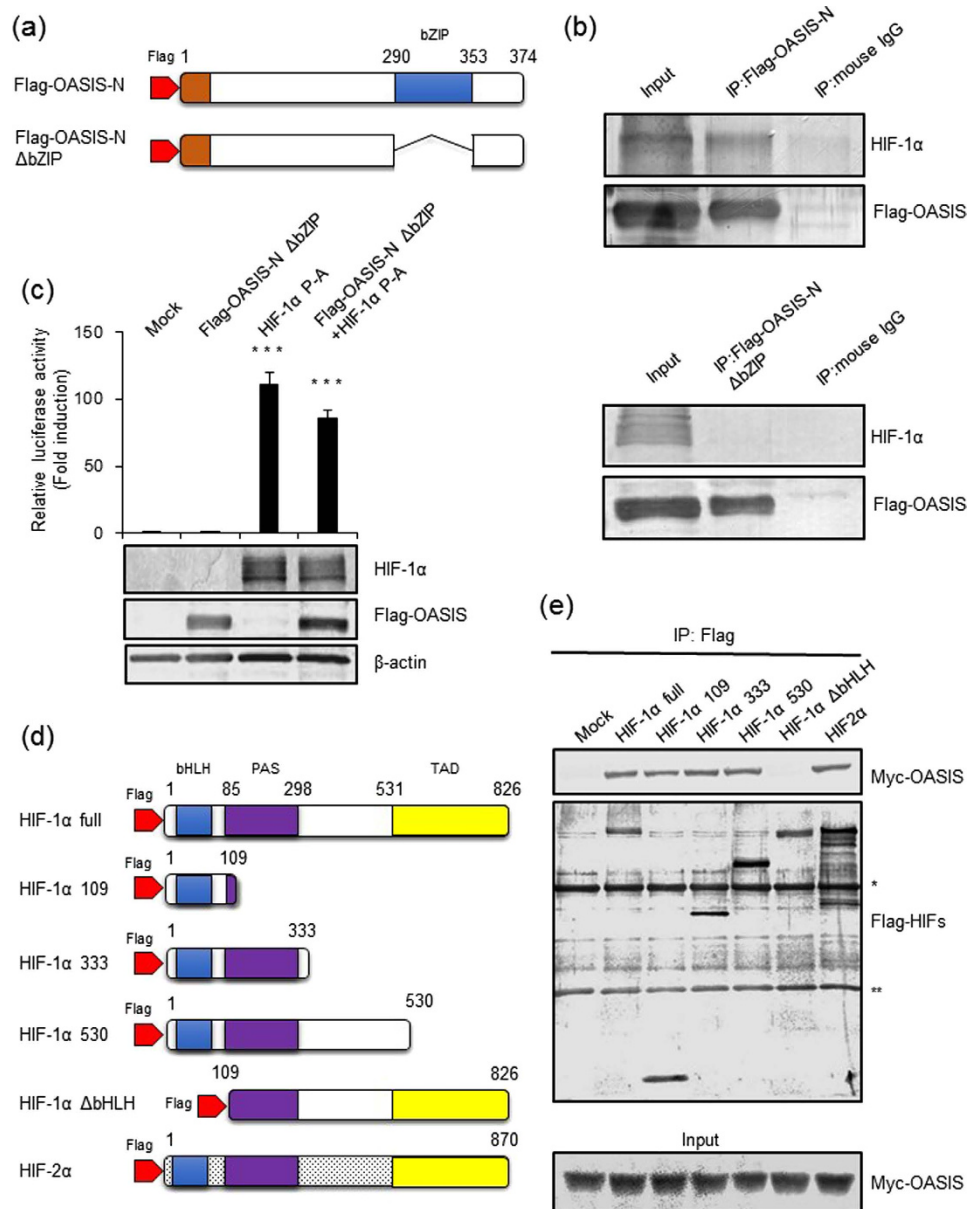 (a)
bZIP
Flag 1 290 353 374
Flag-OASIS-N
Flag-OASIS-N
ΔbZIP
(b)
Input
IP:Flag-OASIS-N
IP:mouse IgG
HIF-1α
Flag-OASIS
Input
IP:Flag-OASIS-N
ΔbZIP
IP:mouse IgG
HIF-1α
Flag-OASIS
(c)
Mock
Flag-OASIS-N ΔbZIP
HIF-1α P-A
Flag-OASIS-N ΔbZIP
+HIF-1α P-A
Relative luciferase activity
(Fold induction)
150
100
50
0
***
***
HIF-1α
Flag-OASIS
β-actin
(d)
bHLH PAS TAD
Flag 1 85 298 531 826
HIF-1α full
Flag 1 109
HIF-1α 109
Flag 1 333
HIF-1α 333
Flag 1 530
HIF-1α 530
109 826
HIF-1α ΔbHLH Flag
Flag 1 870
HIF-2α
(e)
IP: Flag
Mock
HIF-1α full
HIF-1α 109
HIF-1α 333
HIF-1α 530
HIF-1α ΔbHLH
HIF2α
Myc-OASIS
*
Flag-HIFs
**
Input
Myc-OASIS